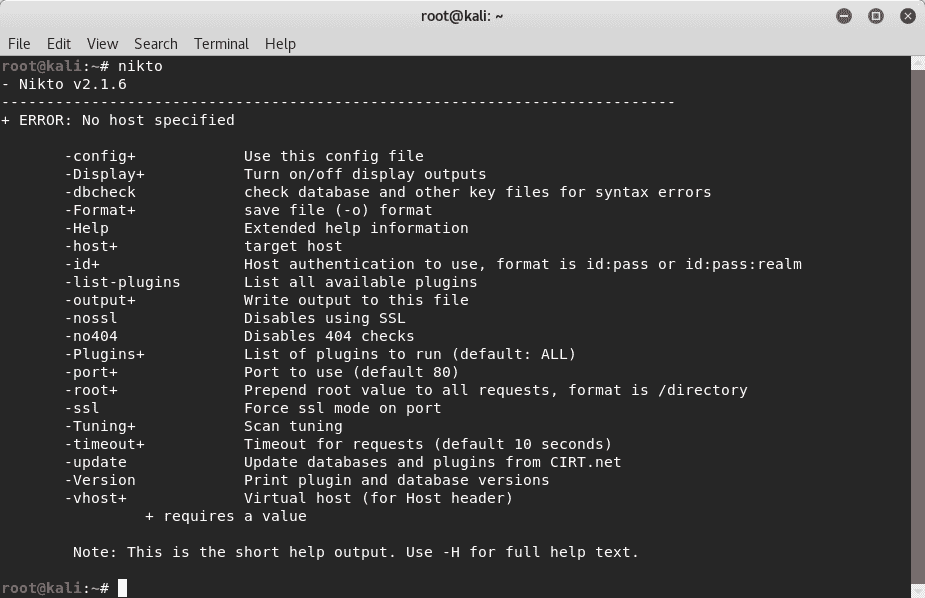 root@kali: ~
File Edit View Search Terminal Help
root@kali:~# nikto
- Nikto v2.1.6
---------------------------------------------------------------------------
+ ERROR: No host specified
-config+ Use this config file
-Display+ Turn on/off display outputs
-dbcheck check database and other key files for syntax errors
-Format+ save file (-o) format
-Help Extended help information
-host+ target host
-id+ Host authentication to use, format is id:pass or id:pass:realm
-list-plugins List all available plugins
-output+ Write output to this file
-nossl Disables using SSL
-no404 Disables 404 checks
-Plugins+ List of plugins to run (default: ALL)
-port+ Port to use (default 80)
-root+ Prepend root value to all requests, format is /directory
-ssl Force ssl mode on port
-Tuning+ Scan tuning
-timeout+ Timeout for requests (default 10 seconds)
-update Update databases and plugins from CIRT.net
-Version Print plugin and database versions
-vhost+ Virtual host (for Host header)
+ requires a value
Note: This is the short help output. Use -H for full help text.
root@kali:~#